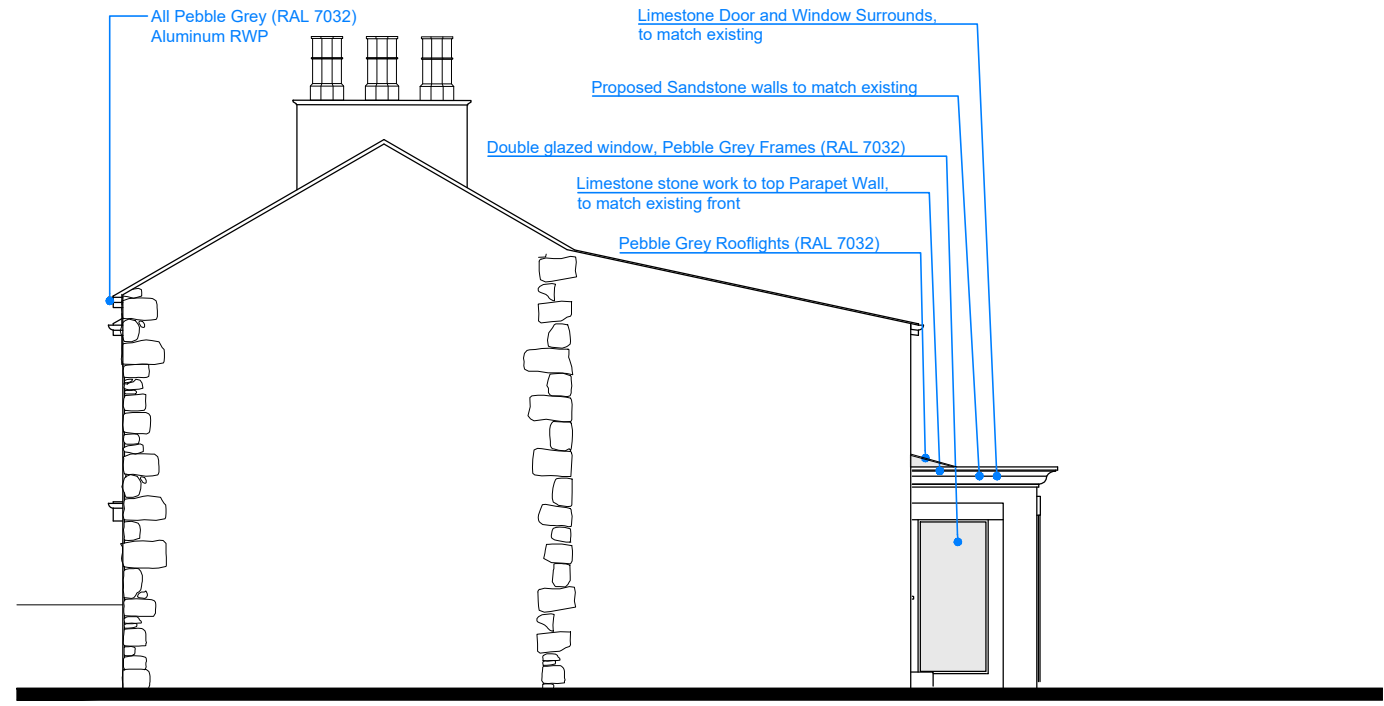 All Pebble Grey (RAL 7032)
Aluminum RWP
Limestone Door and Window Surrounds,
to match existing
Proposed Sandstone walls to match existing
Double glazed window, Pebble Grey Frames (RAL 7032)
Limestone stone work to top Parapet Wall,
to match existing front
Pebble Grey Rooflights (RAL 7032)